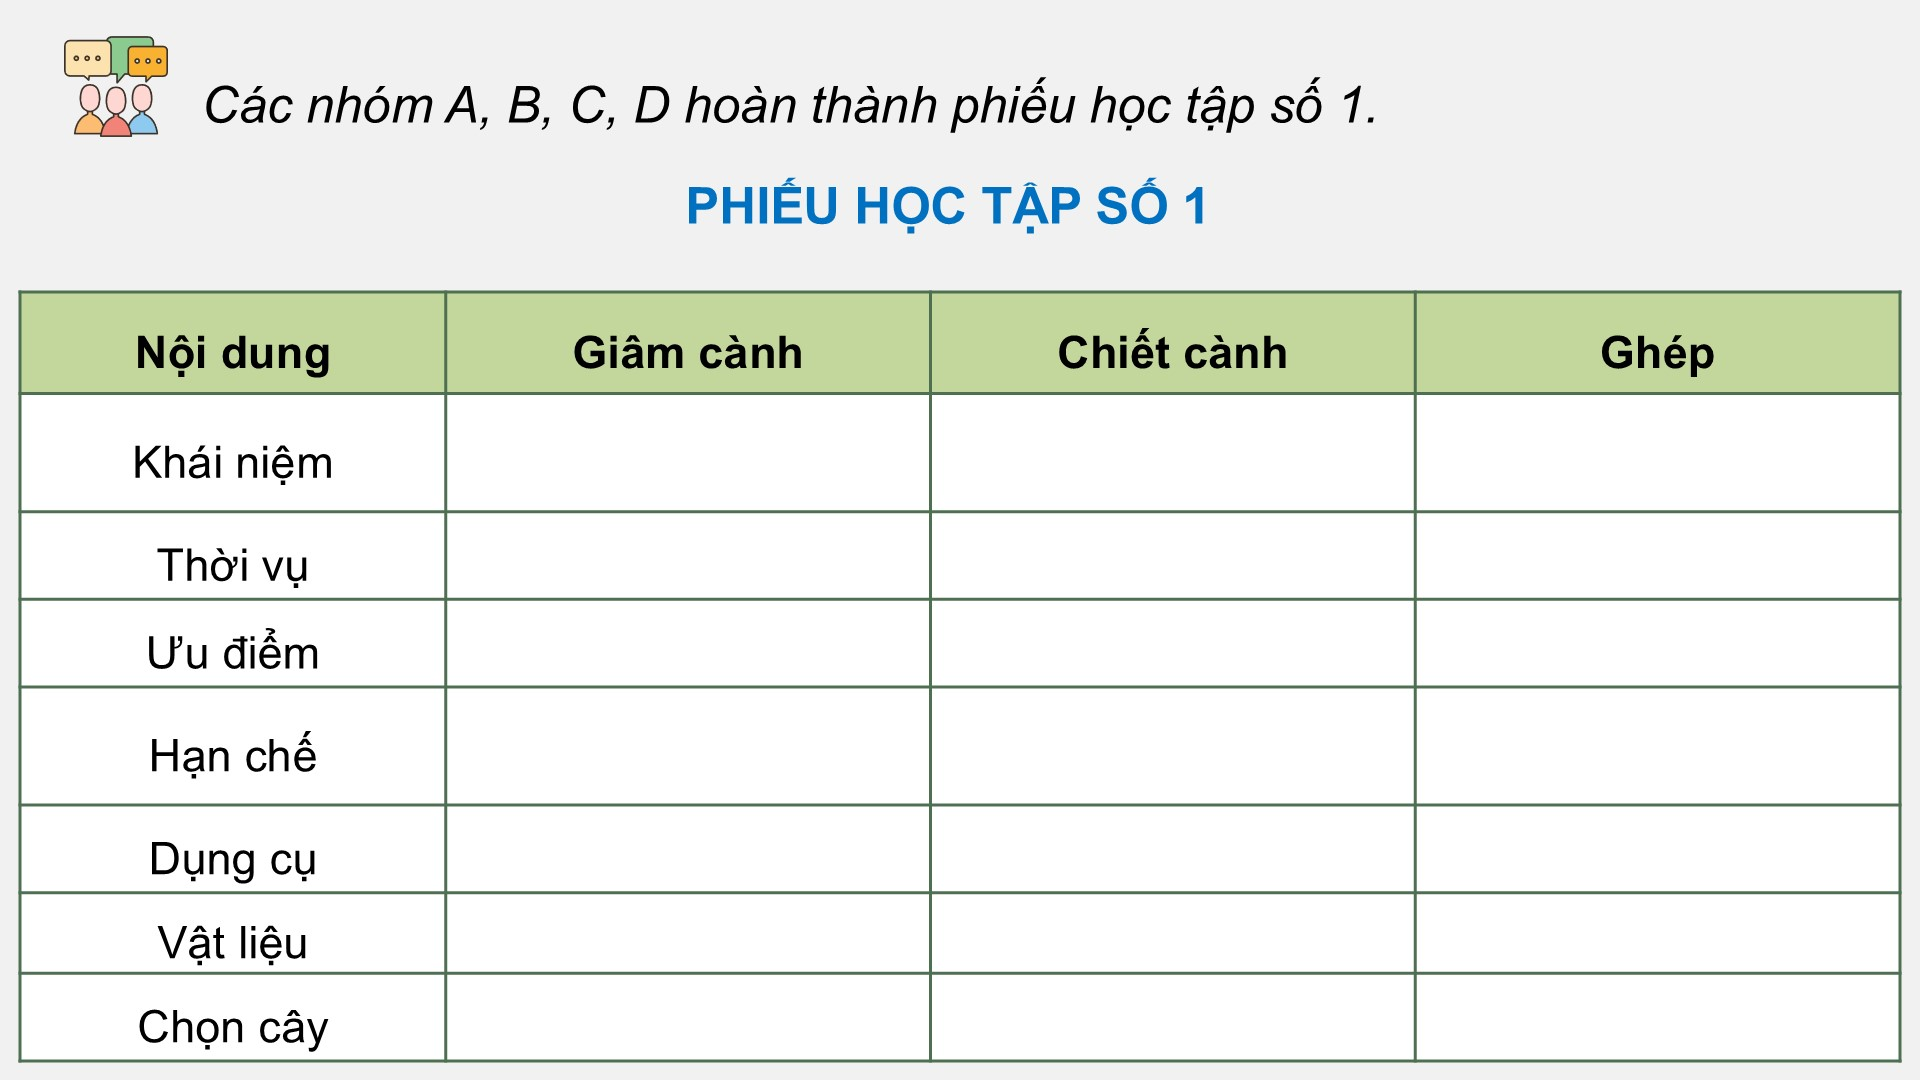 Các nhóm A, B, C, D hoàn thành phiếu học tập số 1.
PHIẾU HỌC TẬP SỐ 1
Nội dung Giâm cành Chiết cành Ghép
Khái niệm
Thời vụ
Ưu điểm
Hạn chế
Dụng cụ
Vật liệu
Chọn cây